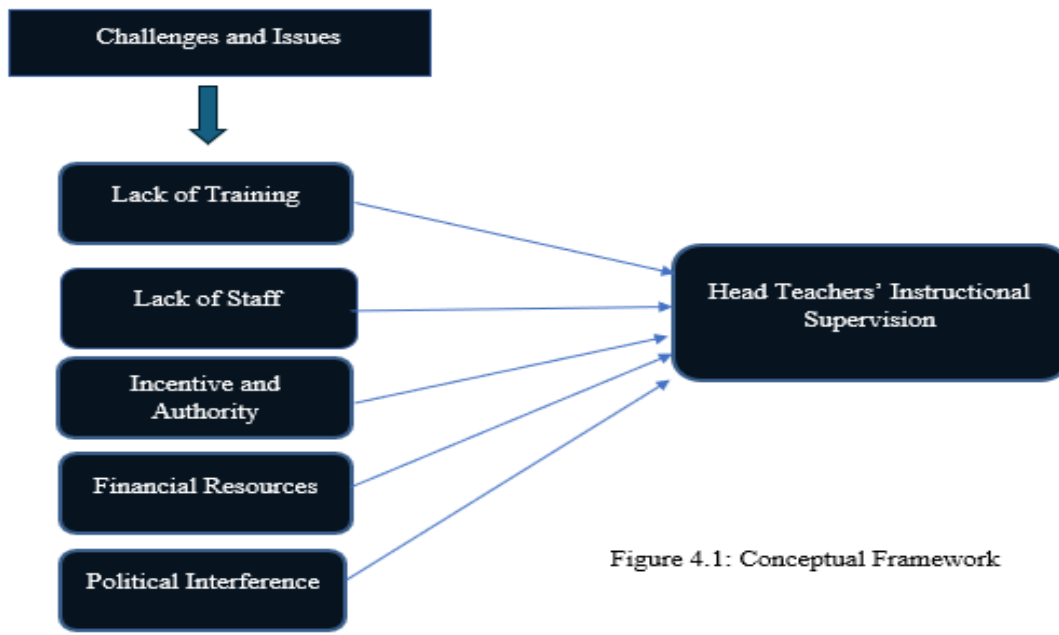 Challenges and Issues
Lack of Training
Lack of Staff
Incentive and
Authority
Financial Resources
Political Interference
Head Teachers’ Instructional
Supervision
Figure 4.1: Conceptual Framework